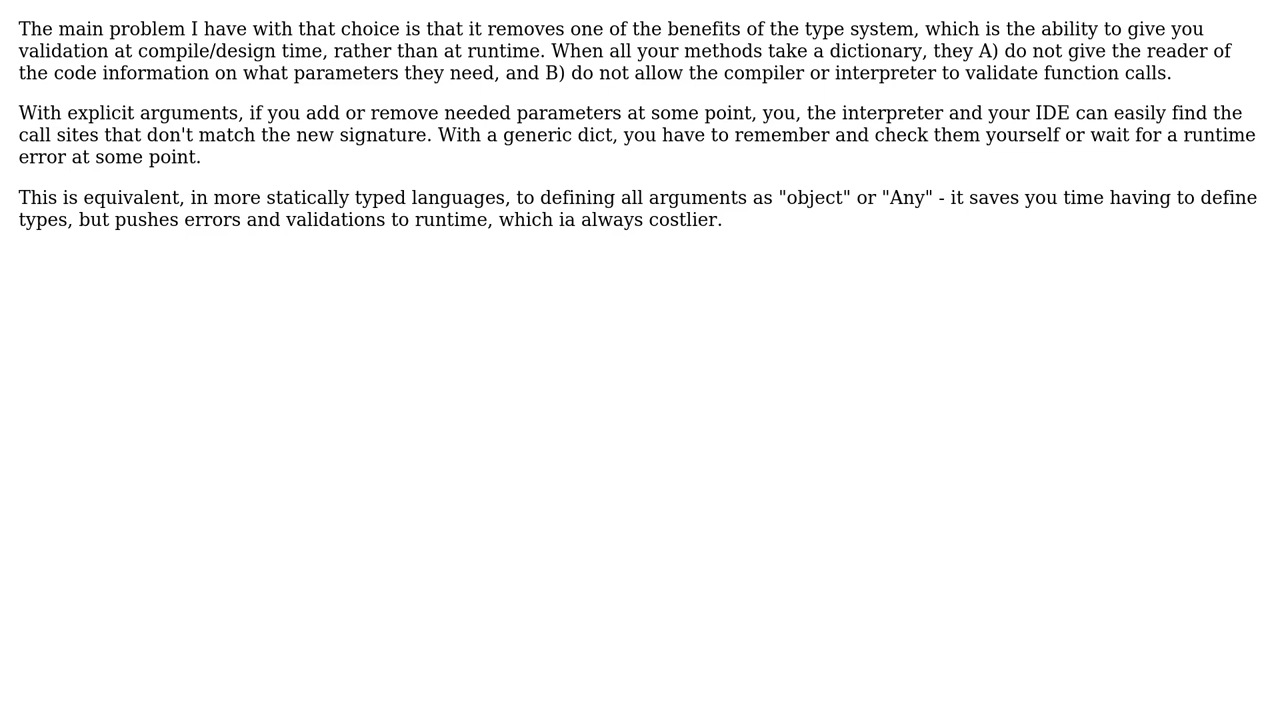 The main problem I have with that choice is that it removes one of the benefits of the type system, which is the ability to give you
validation at compile/design time, rather than at runtime. When all your methods take a dictionary, they A) do not give the reader of
the code information on what parameters they need, and B) do not allow the compiler or interpreter to validate function calls.
With explicit arguments, if you add or remove needed parameters at some point, you, the interpreter and your IDE can easily find the
call sites that don't match the new signature. With a generic dict, you have to remember and check them yourself or wait for a runtime
error at some point.
This is equivalent, in more statically typed languages, to defining all arguments as "object" or "Any" - it saves you time having to define
types, but pushes errors and validations to runtime, which ia always costlier.